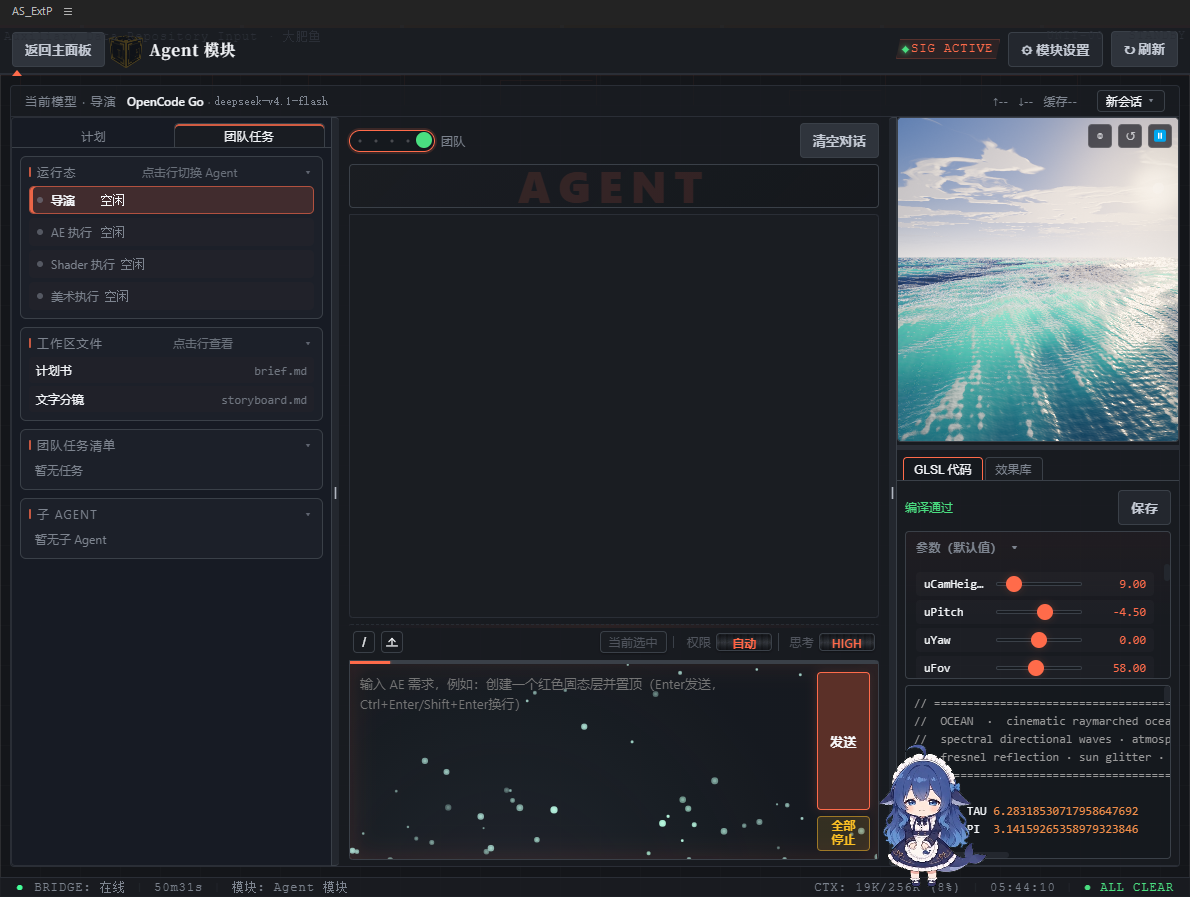 AS_ExtP ☰
返回主面板
Agent 模块
SIG ACTIVE
⚙ 模块设置
↻ 刷新
当前模型 · 导演 OpenCode Go · deepseek-v4.1-flash
↑-- ↓-- 缓存--
新会话
计划
团队任务
运行态
点击行切换 Agent
导演 空闲
AE 执行 空闲
Shader 执行 空闲
美术执行 空闲
工作区文件
点击行查看
计划书 brief.md
文字分镜 storyboard.md
团队任务清单
暂无任务
子 AGENT
暂无子 Agent
团队
清空对话
AGENT
/
当前选中
权限 自动
思考 HIGH
输入 AE 需求，例如：创建一个红色固态层并置顶（Enter发送，
Ctrl+Enter/Shift+Enter换行）
发送
全部
停止
GLSL 代码
效果库
编译通过
保存
参数（默认值）
uCamHeig… 9.00
uPitch -4.50
uYaw 0.00
uFov 58.00
// ====================================
// OCEAN · cinematic raymarched ocea
// spectral directional waves · atmosp
fresnel reflection · sun glitter ·
====================================
TAU 6.28318530717958647692
PI 3.14159265358979323846
BRIDGE: 在线
50m31s
模块: Agent 模块
CTX: 19K/256K (8%)
05:44:10
ALL CLEAR